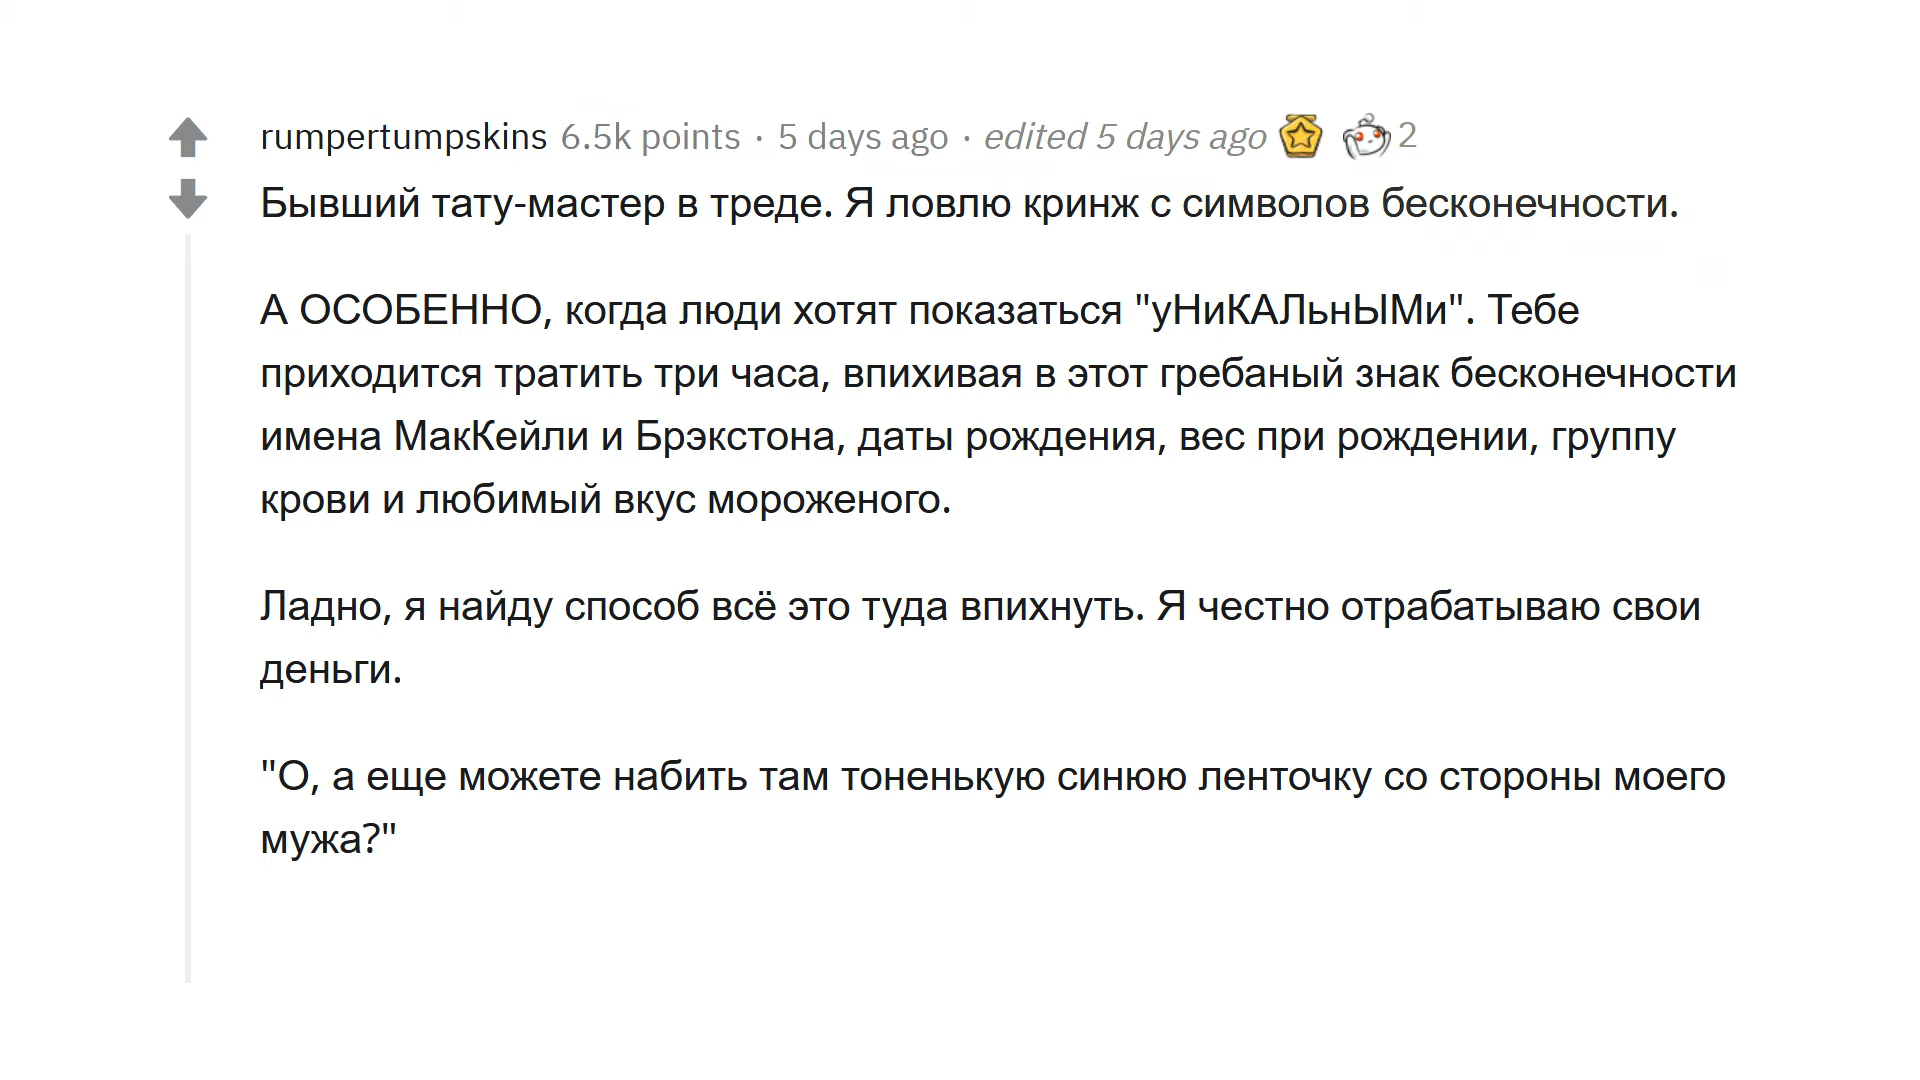 rumpertumpskins 6.5k points · 5 days ago · edited 5 days ago 2
Бывший тату-мастер в треде. Я ловлю кринж с символов бесконечности.
А ОСОБЕННО, когда люди хотят показаться "уНиКАЛьнЫМи". Тебе
приходится тратить три часа, впихивая в этот гребаный знак бесконечности
имена МакКейли и Брэкстона, даты рождения, вес при рождении, группу
крови и любимый вкус мороженого.
Ладно, я найду способ всё это туда впихнуть. Я честно отрабатываю свои
деньги.
"О, а еще можете набить там тоненькую синюю ленточку со стороны моего
мужа?"